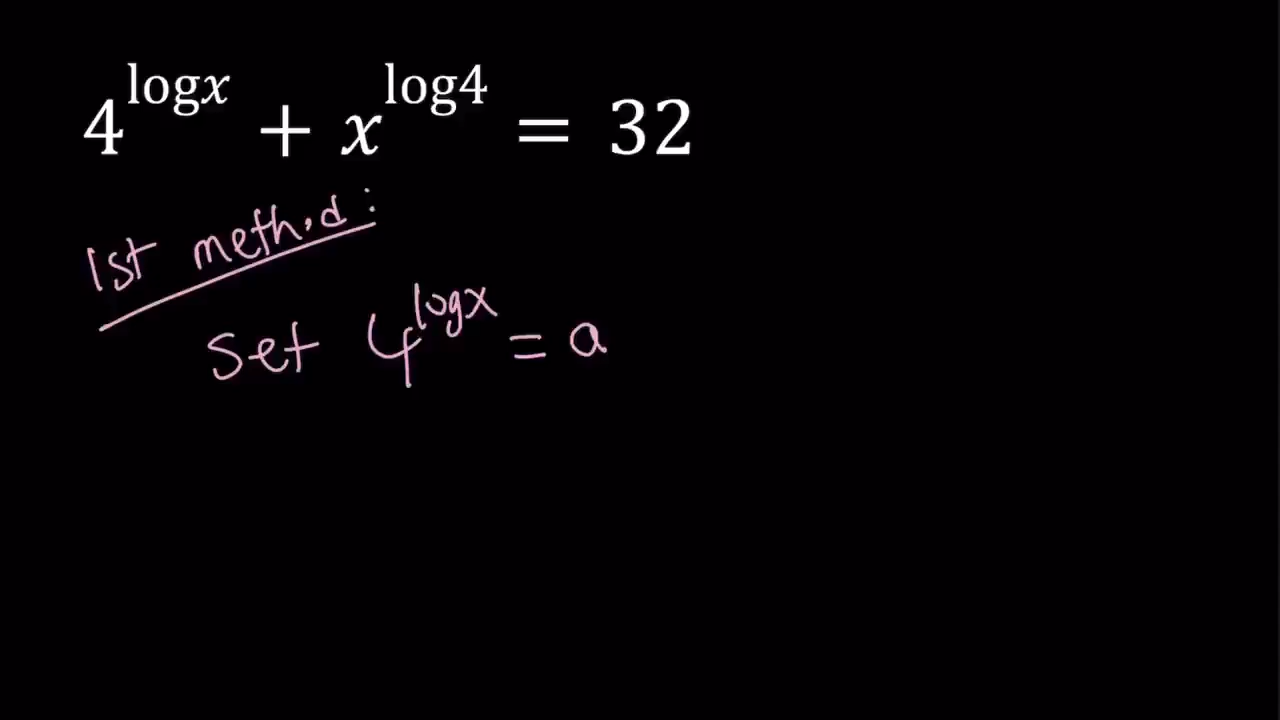 4^{logx} + x^{log4} = 32
1st method:
Set 4^{logx} = a